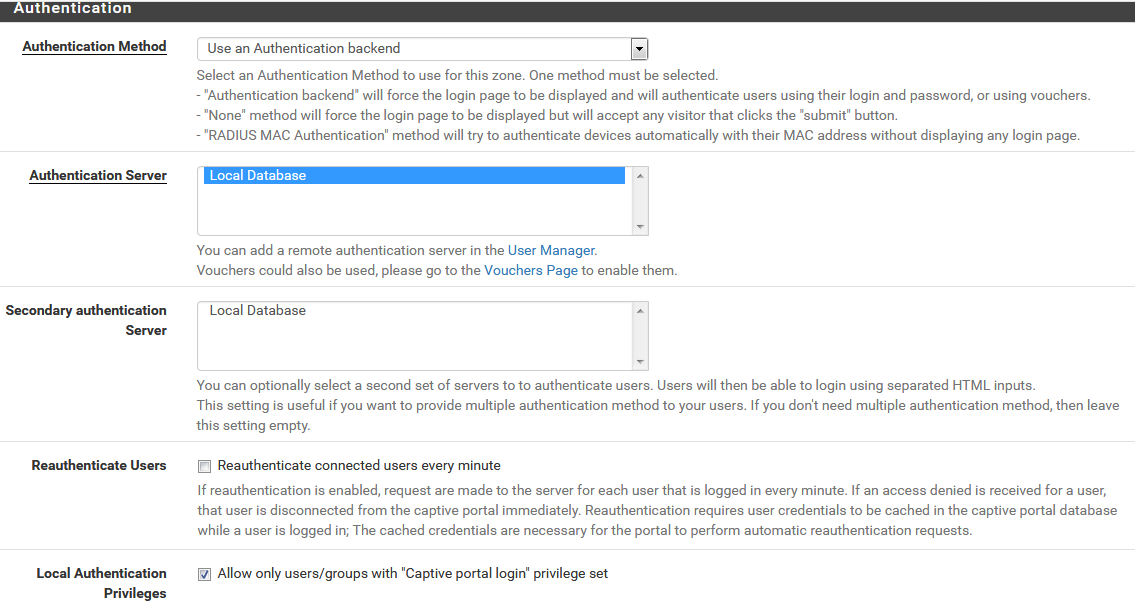 Authentication
Authentication Method
Use an Authentication backend
Select an Authentication Method to use for this zone. One method must be selected.
- "Authentication backend" will force the login page to be displayed and will authenticate users using their login and password, or using vouchers.
- "None" method will force the login page to be displayed but will accept any visitor that clicks the "submit" button.
- "RADIUS MAC Authentication" method will try to authenticate devices automatically with their MAC address without displaying any login page.
Authentication Server
Local Database
You can add a remote authentication server in the User Manager.
Vouchers could also be used, please go to the Vouchers Page to enable them.
Secondary authentication
Server
Local Database
You can optionally select a second set of servers to to authenticate users. Users will then be able to login using separated HTML inputs.
This setting is useful if you want to provide multiple authentication method to your users. If you don't need multiple authentication method, then leave
this setting empty.
Reauthenticate Users
Reauthenticate connected users every minute
If reauthentication is enabled, request are made to the server for each user that is logged in every minute. If an access denied is received for a user,
that user is disconnected from the captive portal immediately. Reauthentication requires user credentials to be cached in the captive portal database
while a user is logged in; The cached credentials are necessary for the portal to perform automatic reauthentication requests.
Local Authentication
Privileges
Allow only users/groups with "Captive portal login" privilege set